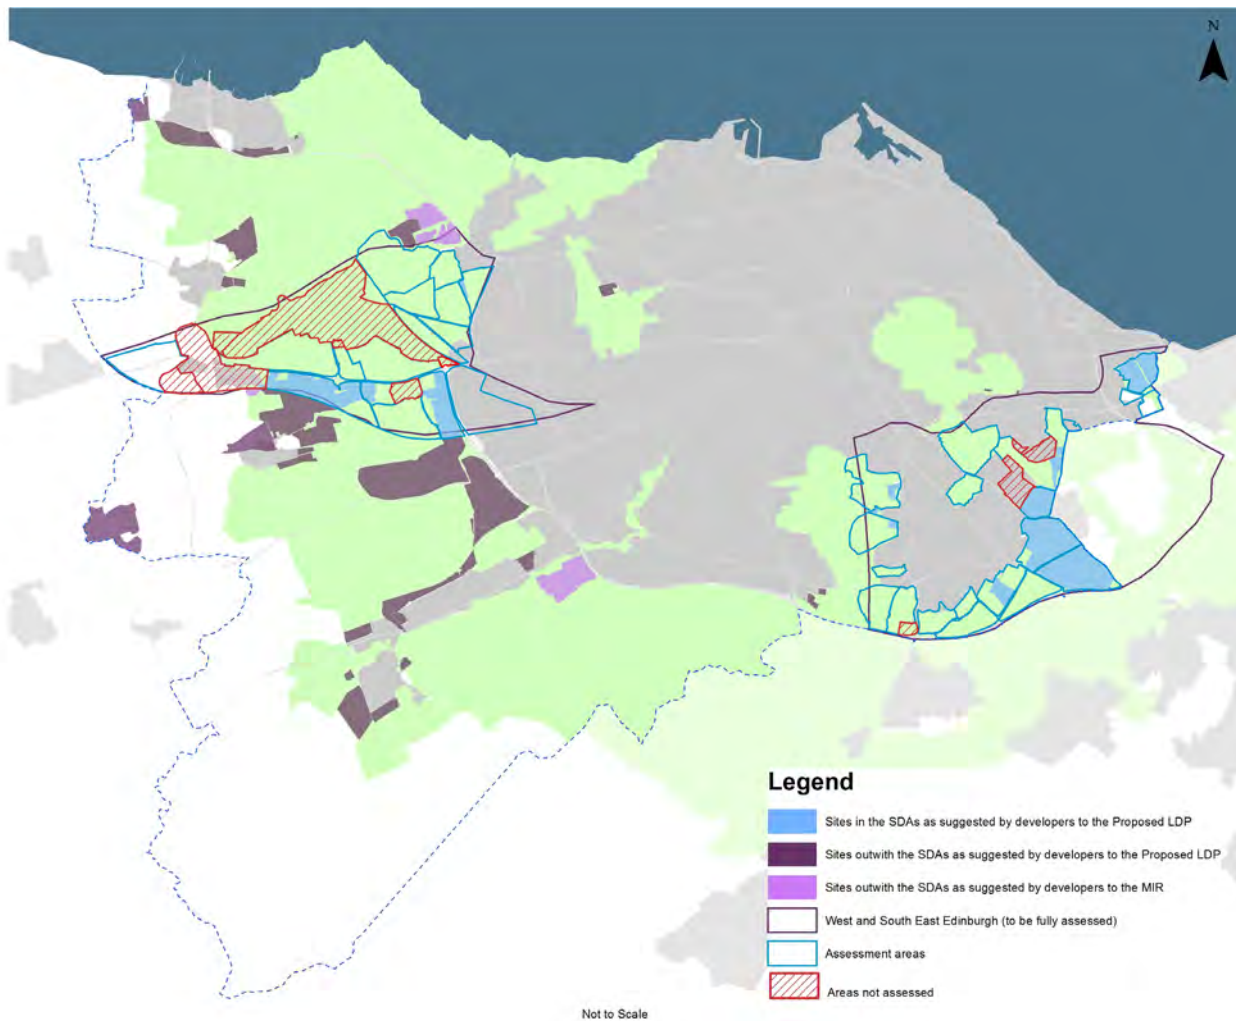 N
Legend
Sites in the SDAs as suggested by developers to the Proposed LDP
Sites outwith the SDAs as suggested by developers to the Proposed LDP
Sites outwith the SDAs as suggested by developers to the MIR
West and South East Edinburgh (to be fully assessed)
Assessment areas
Areas not assessed
Not to Scale